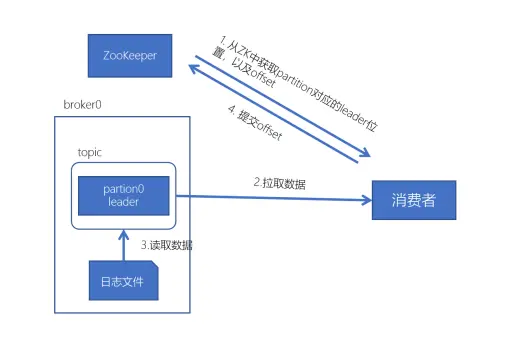 ZooKeeper
1. 从ZK中获取partition对应的leader位
置，以及offset
4. 提交offset
broker0
topic
partion0
leader
2.拉取数据
消费者
3.读取数据
日志文件